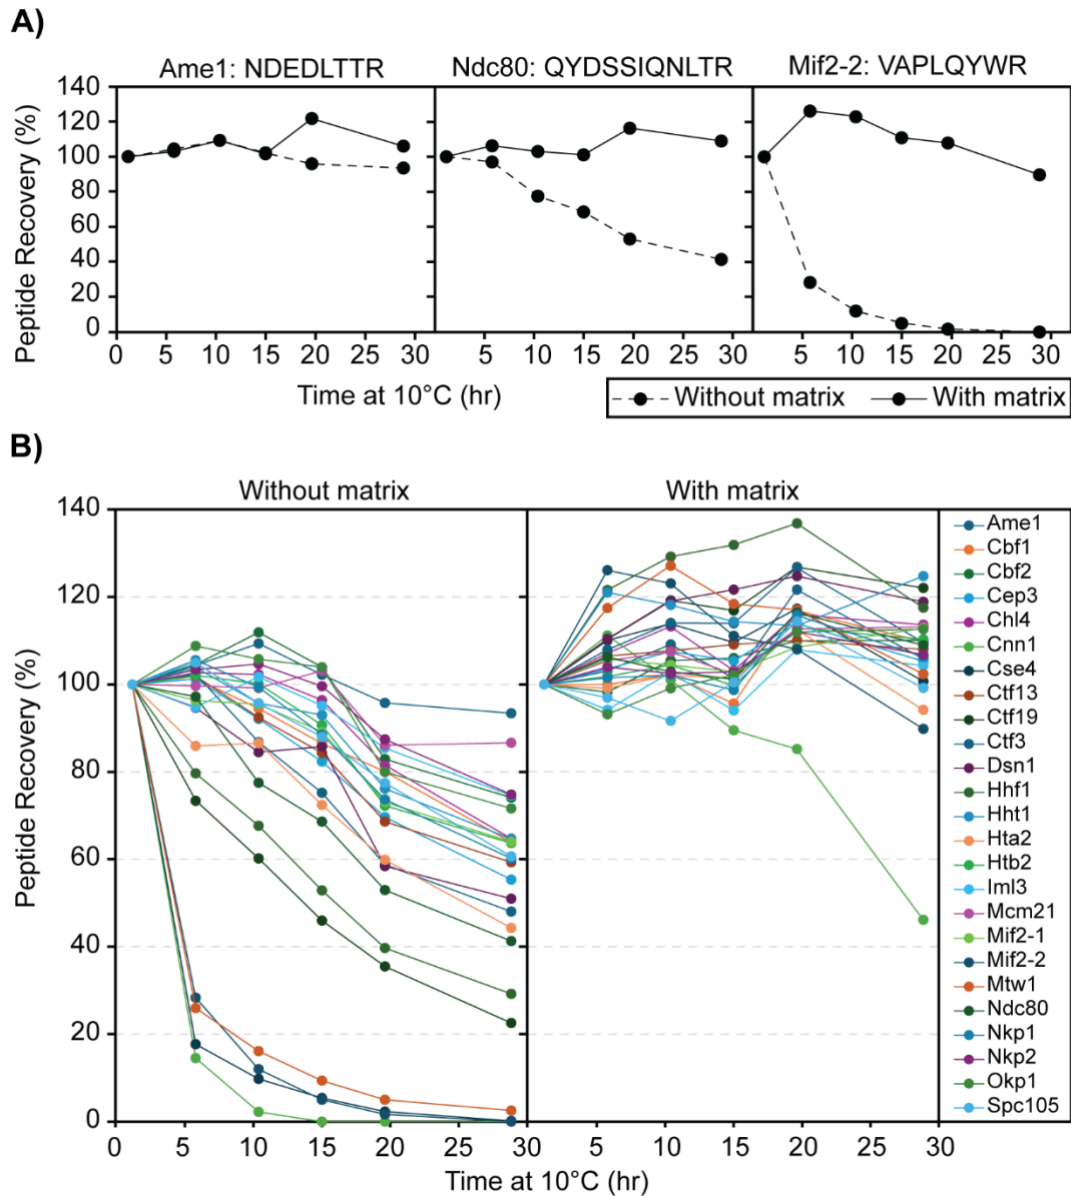 A)
Ame1: NDEDLTTR
Ndc80: QYDSSIQNLTR
Mif2-2: VAPLQYWR
Peptide Recovery (%)
140
120
100
80
60
40
20
0
0 5 10 15 20 25 30
5 10 15 20 25 30
5 10 15 20 25 30
Time at 10°C (hr)
Without matrix
With matrix
B)
Without matrix
With matrix
Peptide Recovery (%)
140
120
100
80
60
40
20
0
0 5 10 15 20 25 30
5 10 15 20 25 30
Time at 10°C (hr)
Ame1
Cbf1
Cbf2
Cep3
Chl4
Cnn1
Cse4
Ctf13
Ctf19
Ctf3
Dsn1
Hhf1
Hht1
Hta2
Htb2
Iml3
Mcm21
Mif2-1
Mif2-2
Mtw1
Ndc80
Nkp1
Nkp2
Okp1
Spc105